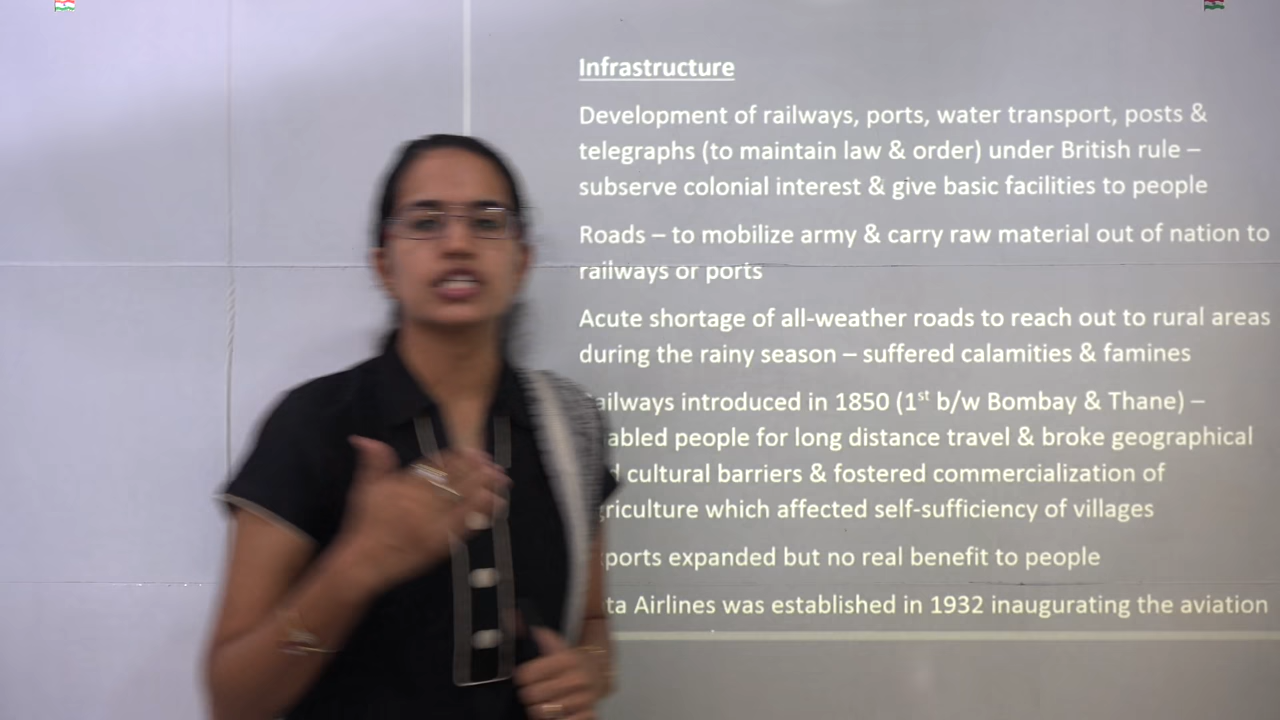 Infrastructure
Development of railways, ports, water transport, posts &
telegraphs (to maintain law & order) under British rule –
subserve colonial interest & give basic facilities to people
Roads – to mobilize army & carry raw material out of nation to
railways or ports
Acute shortage of all-weather roads to reach out to rural areas
during the rainy season – suffered calamities & famines
ailways introduced in 1850 (1st b/w Bombay & Thane) –
abled people for long distance travel & broke geographical
d cultural barriers & fostered commercialization of
griculture which affected self-sufficiency of villages
ports expanded but no real benefit to people
ta Airlines was established in 1932 inaugurating the aviation